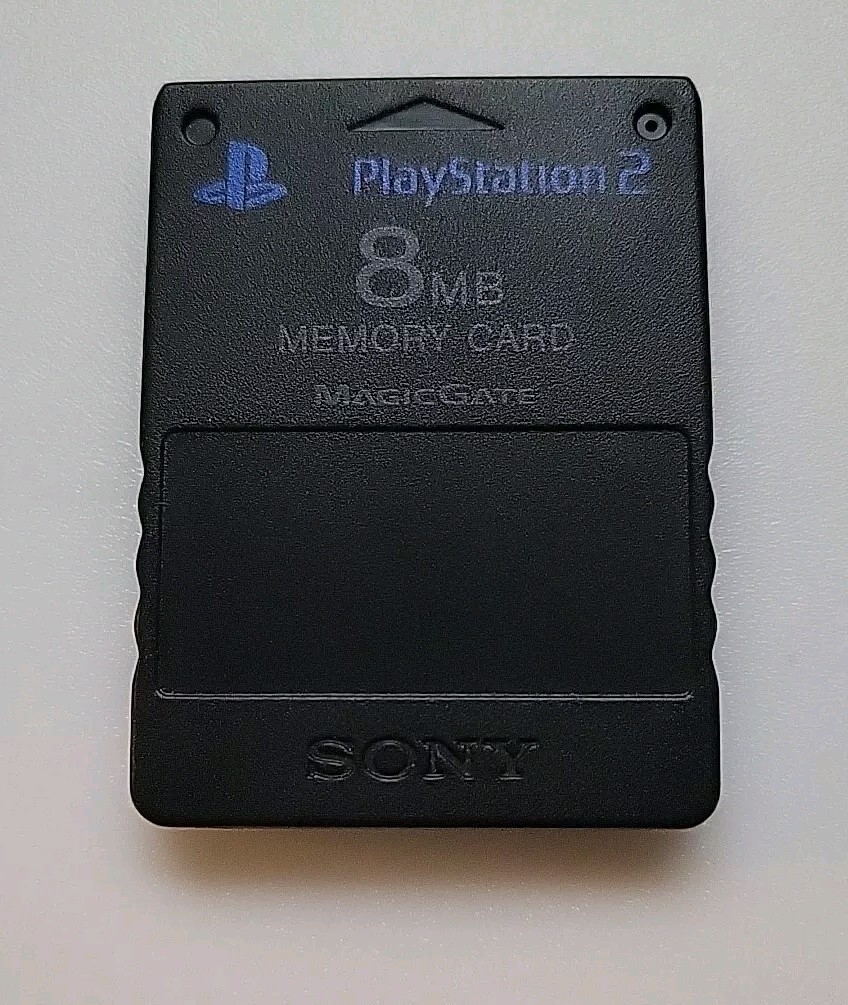 PlayStation 2
8MB
MEMORY CARD
MAGICGATE
SONY